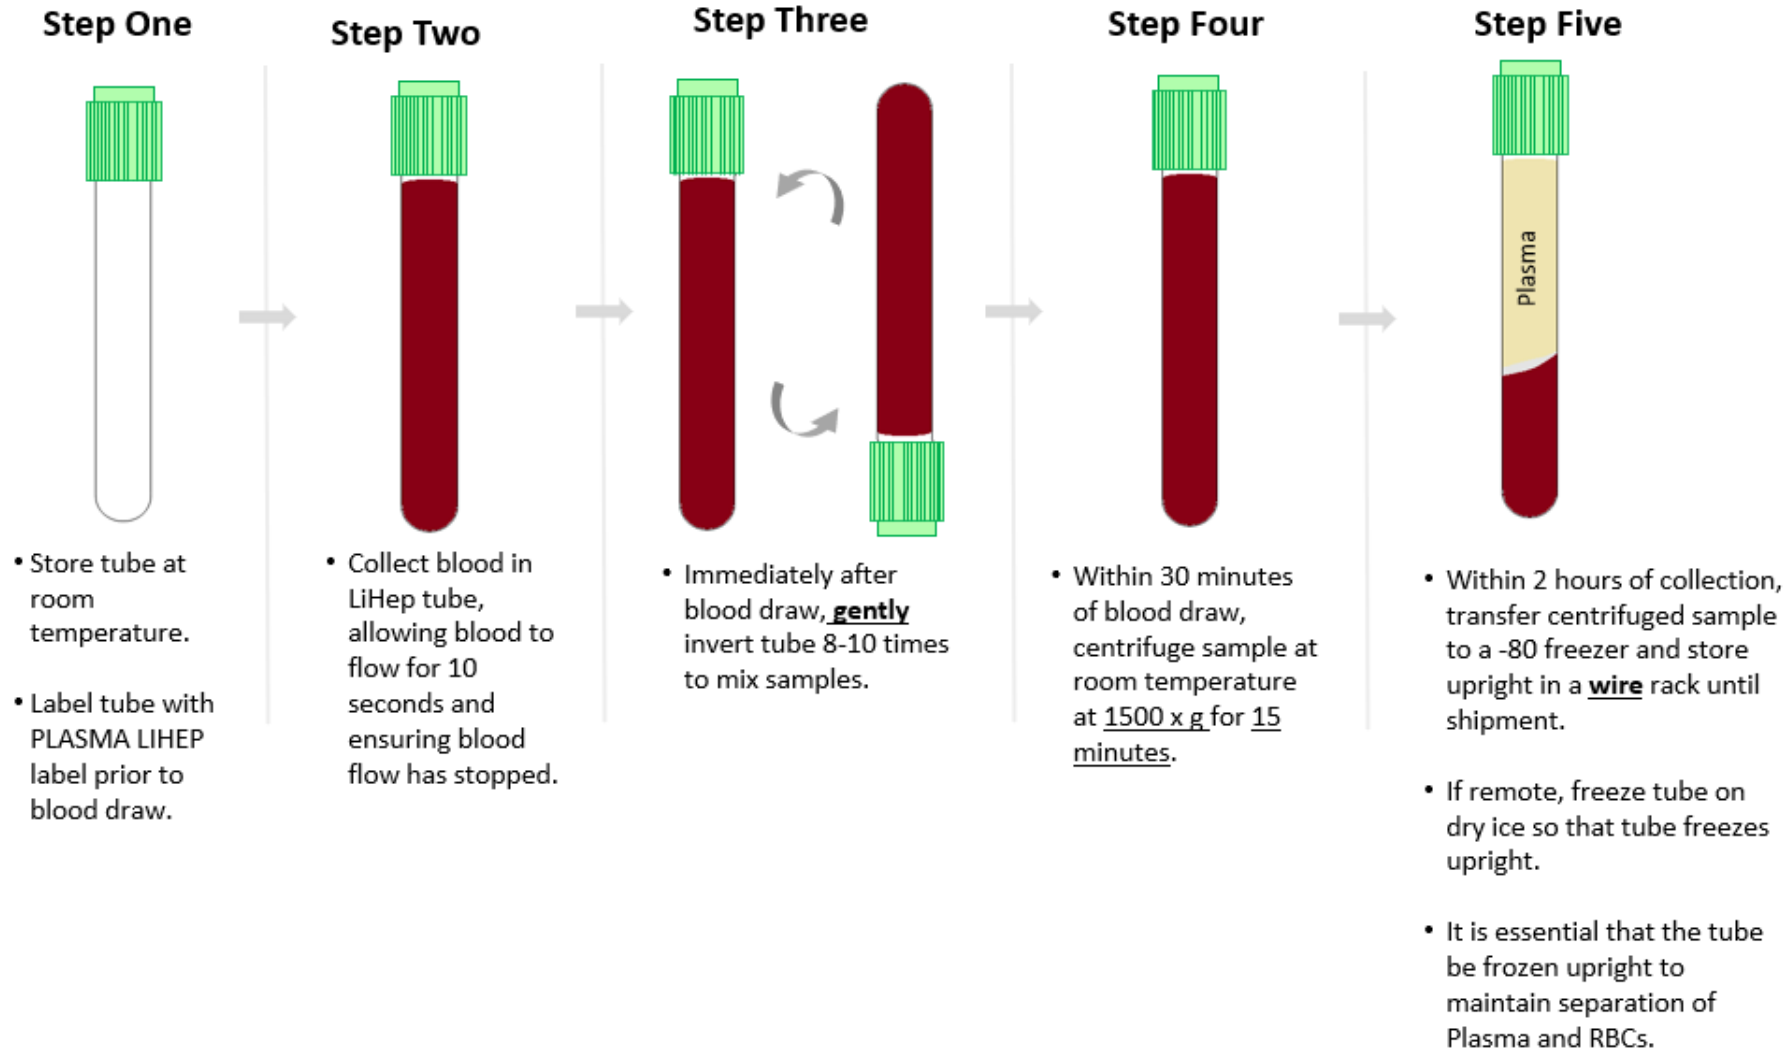 Step One
• Store tube at
room
temperature.
• Label tube with
PLASMA LIHEP
label prior to
blood draw.
Step Two
• Collect blood in
LiHep tube,
allowing blood to
flow for 10
seconds and
ensuring blood
flow has stopped.
Step Three
• Immediately after
blood draw, gently
invert tube 8-10 times
to mix samples.
Step Four
• Within 30 minutes
of blood draw,
centrifuge sample at
room temperature
at 1500 x g for 15
minutes.
Step Five
Plasma
• Within 2 hours of collection,
transfer centrifuged sample
to a -80 freezer and store
upright in a wire rack until
shipment.
• If remote, freeze tube on
dry ice so that tube freezes
upright.
• It is essential that the tube
be frozen upright to
maintain separation of
Plasma and RBCs.